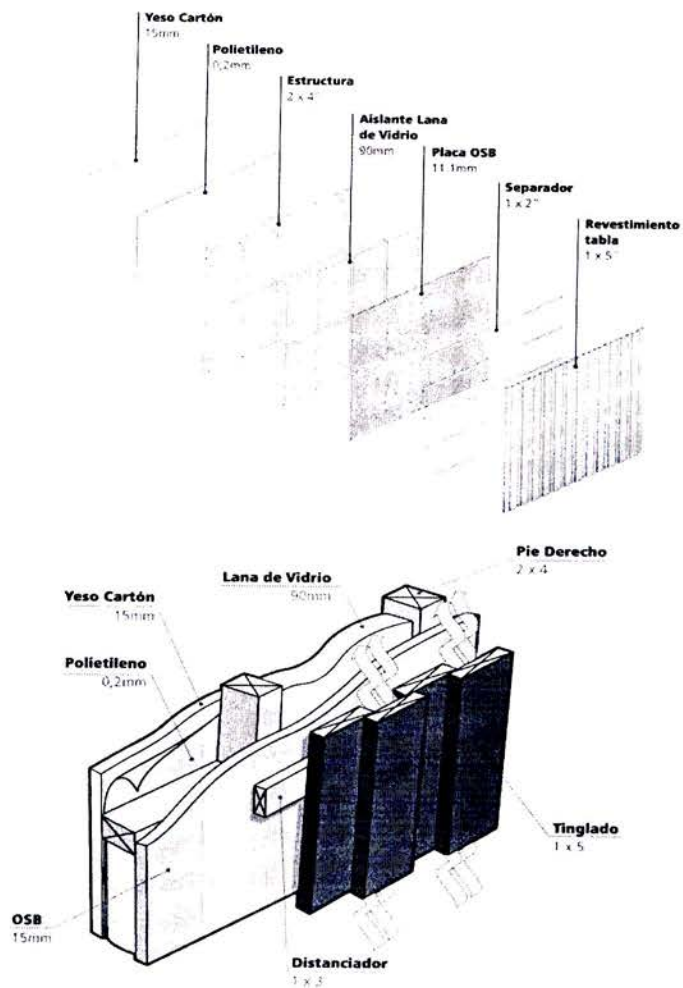 Yeso Cartón
15mm
Polietileno
0,2mm
Estructura
2 x 4"
Aislante Lana
de Vidrio
90mm
Placa OSB
11.1mm
Separador
1 x 2"
Revestimiento
tabla
1 x 5"
Pie Derecho
2 x 4
Lana de Vidrio
90mm
Yeso Cartón
15mm
Polietileno
0,2mm
Tinglado
1 x 5
OSB
15mm
Distanciador
1 x 3